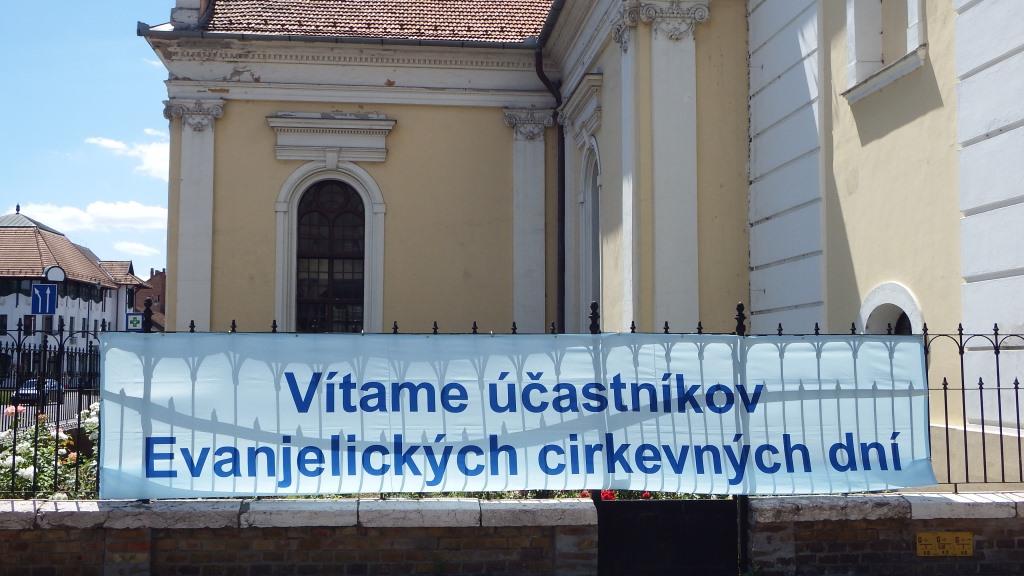 Vítame účastníkov
Evanjelických cirkevných dní